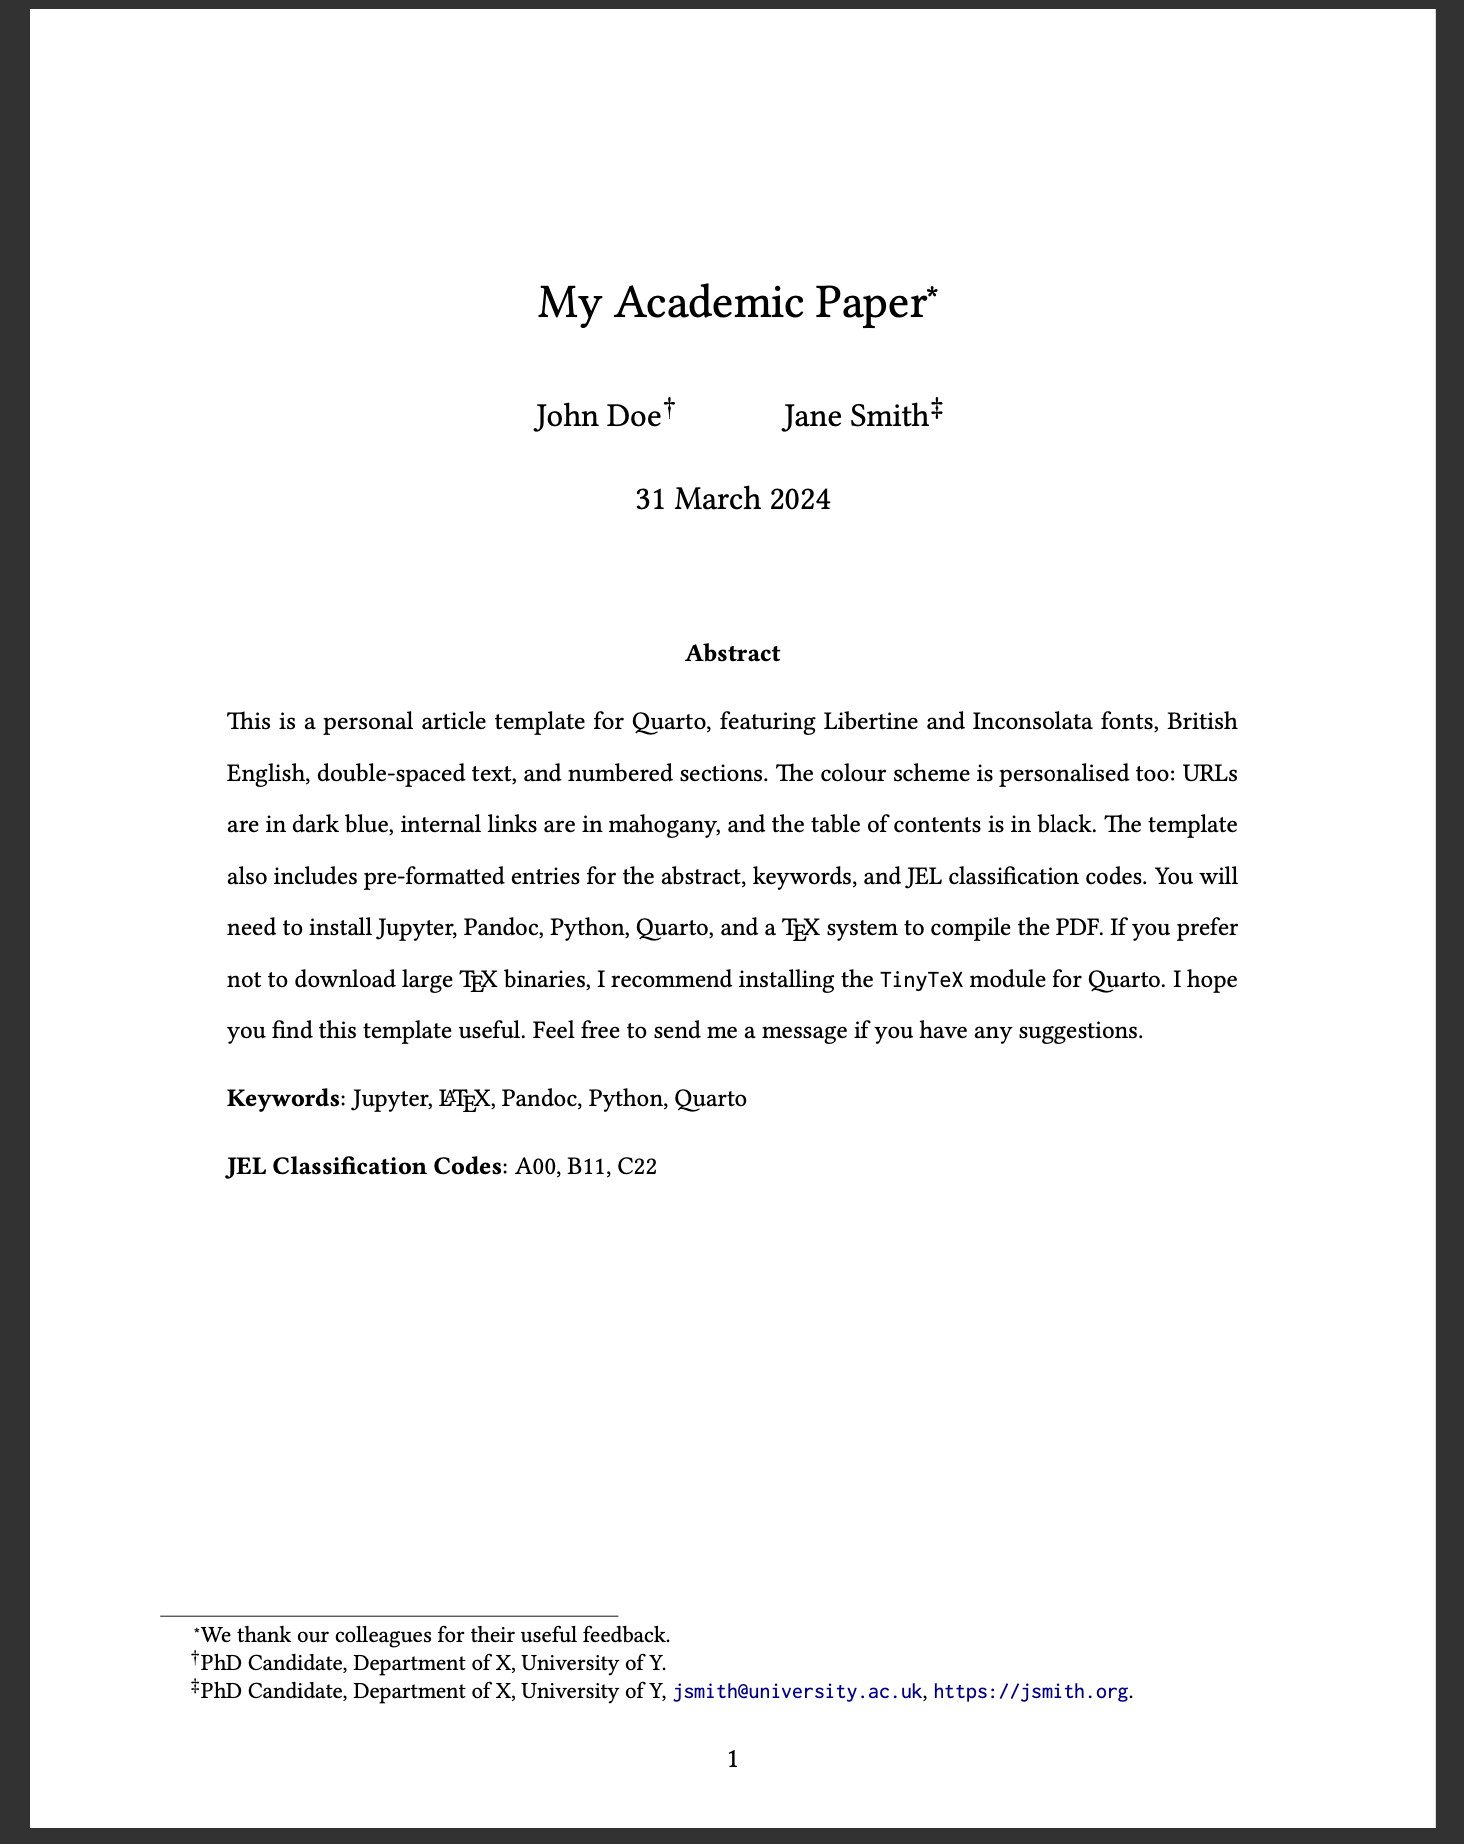 My Academic Paper*
John Doe† Jane Smith‡
31 March 2024
Abstract
This is a personal article template for Quarto, featuring Libertine and Inconsolata fonts, British
English, double-spaced text, and numbered sections. The colour scheme is personalised too: URLs
are in dark blue, internal links are in mahogany, and the table of contents is in black. The template
also includes pre-formatted entries for the abstract, keywords, and JEL classification codes. You will
need to install Jupyter, Pandoc, Python, Quarto, and a TEX system to compile the PDF. If you prefer
not to download large TEX binaries, I recommend installing the TinyTeX module for Quarto. I hope
you find this template useful. Feel free to send me a message if you have any suggestions.
Keywords: Jupyter, LATEX, Pandoc, Python, Quarto
JEL Classification Codes: A00, B11, C22
*We thank our colleagues for their useful feedback.
†PhD Candidate, Department of X, University of Y.
‡PhD Candidate, Department of X, University of Y, jsmith@university.ac.uk, https://jsmith.org.
1